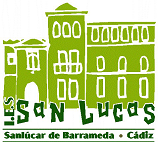 I.E.S
San Lucas
Sanlúcar de Barrameda • Cádiz